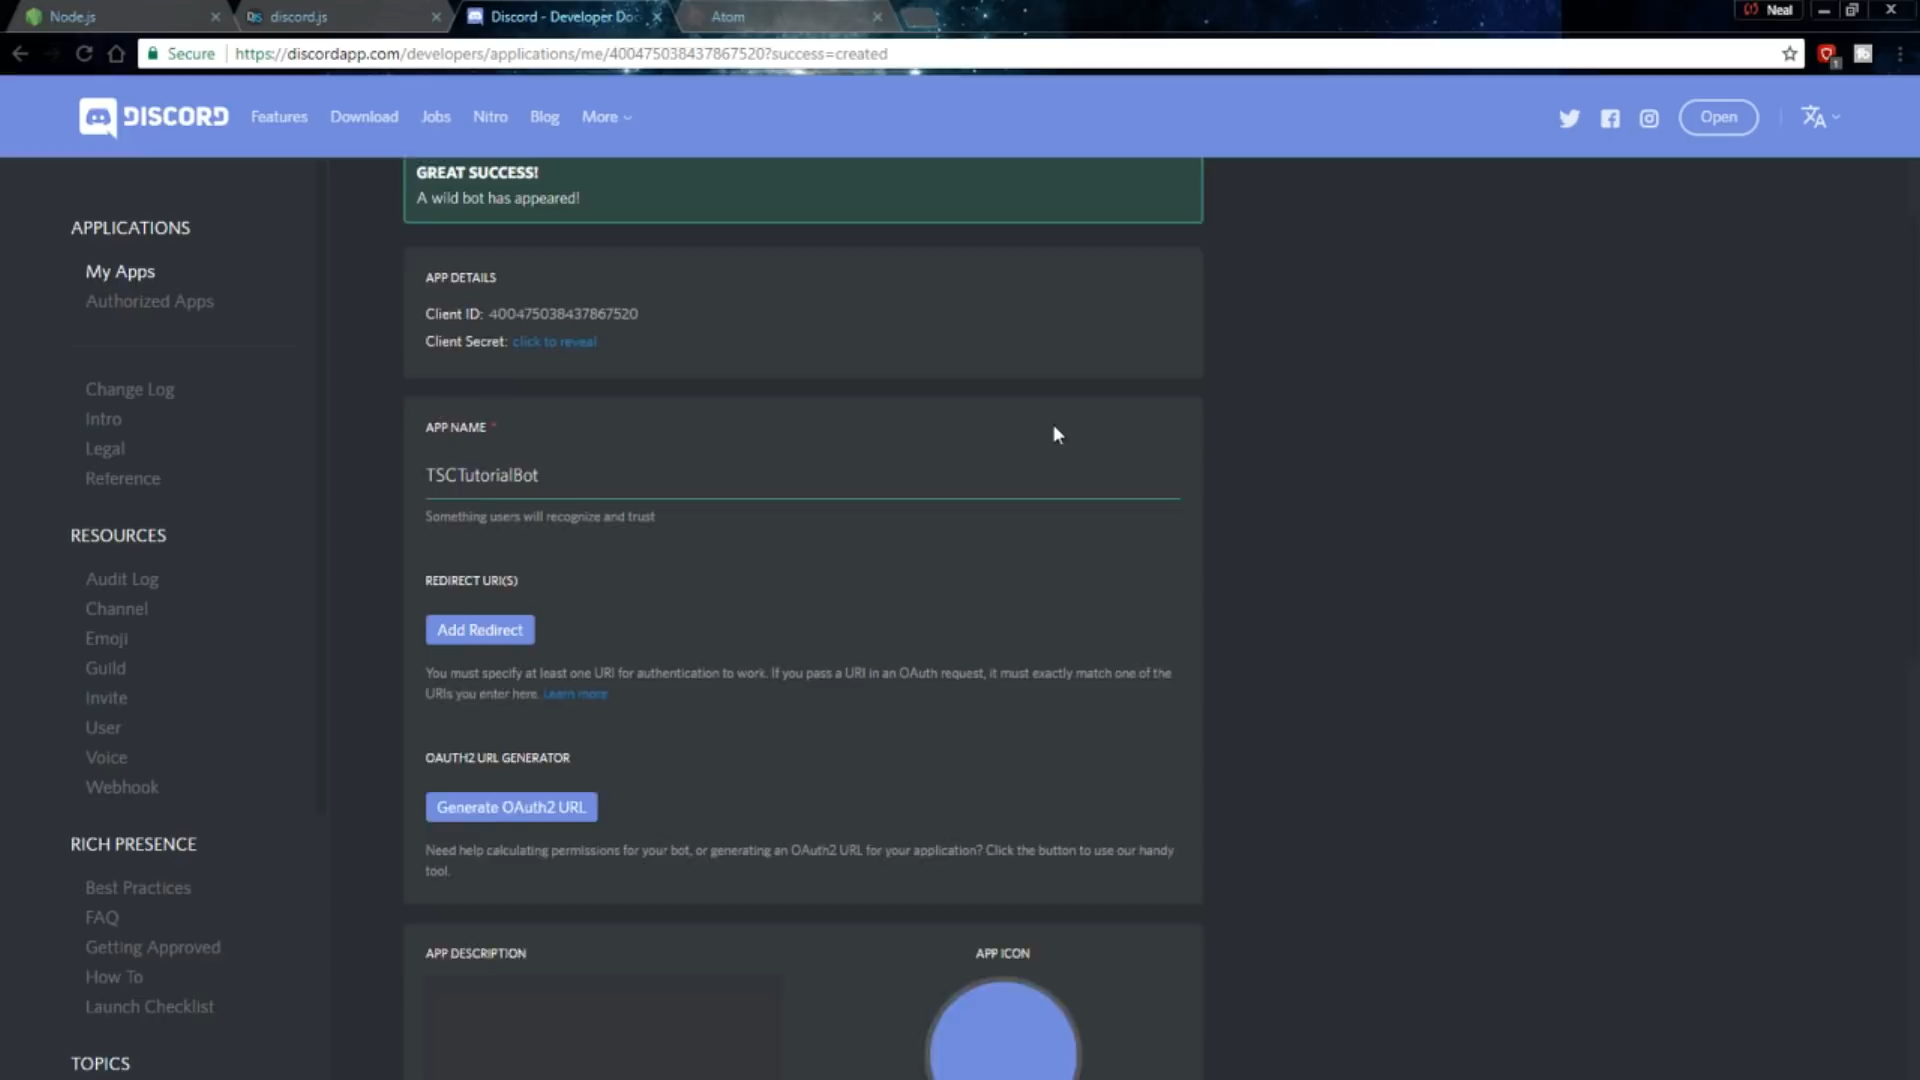 Node.js
discord.js
Discord - Developer Doc
Atom
Neal
Secure
https://discordapp.com/developers/applications/me/400475038437867520?success=created
1
DISCORD
Features
Download
Jobs
Nitro
Blog
More
Open
GREAT SUCCESS!
A wild bot has appeared!
APPLICATIONS
My Apps
Authorized Apps
Change Log
Intro
Legal
Reference
RESOURCES
Audit Log
Channel
Emoji
Guild
Invite
User
Voice
Webhook
RICH PRESENCE
Best Practices
FAQ
Getting Approved
How To
Launch Checklist
TOPICS
APP DETAILS
Client ID: 400475038437867520
Client Secret: click to reveal
APP NAME *
TSCTutorialBot
Something users will recognize and trust
REDIRECT URI(S)
Add Redirect
You must specify at least one URI for authentication to work. If you pass a URI in an OAuth request, it must exactly match one of the
URIs you enter here. Learn more
OAUTH2 URL GENERATOR
Generate OAuth2 URL
Need help calculating permissions for your bot, or generating an OAuth2 URL for your application? Click the button to use our handy
tool.
APP DESCRIPTION
APP ICON